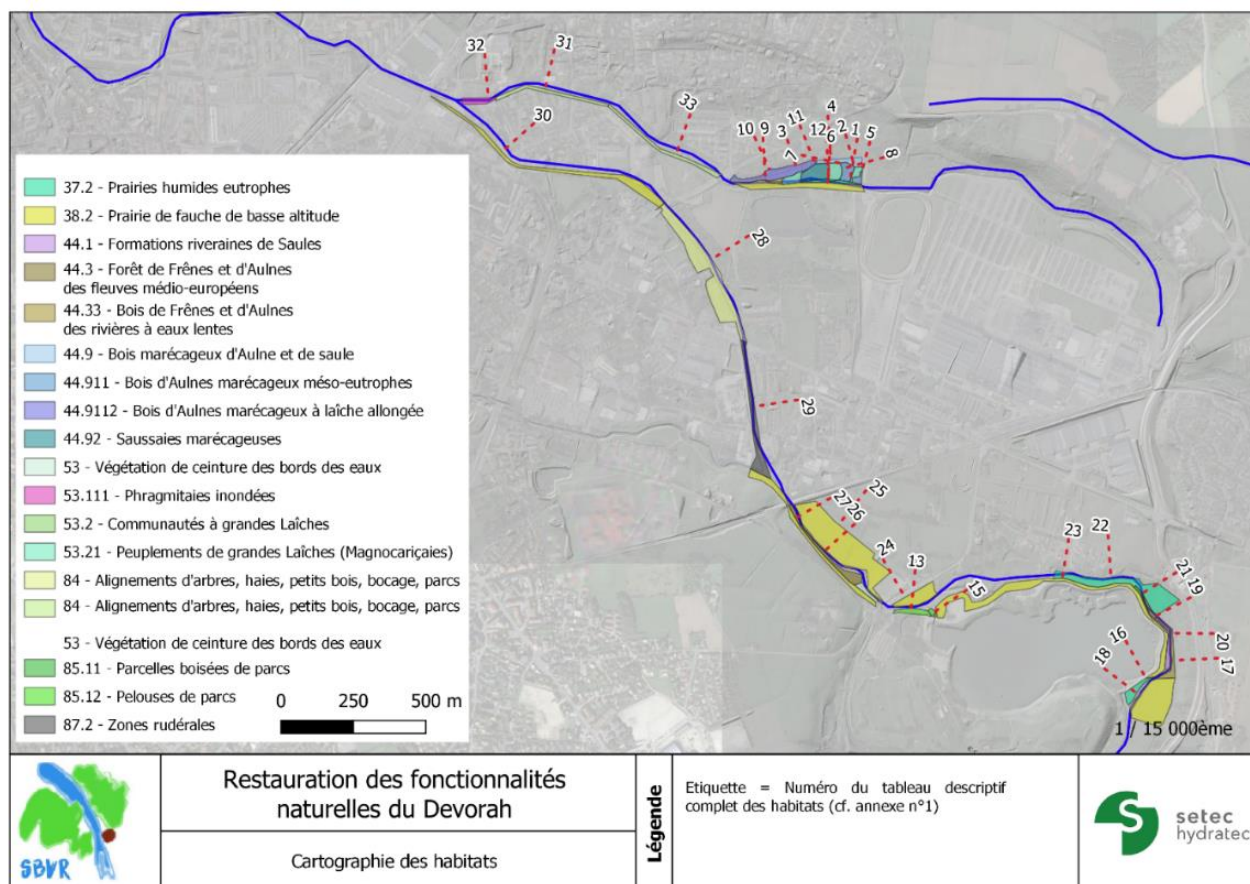 32
31
30
33
4
10
9
3
11
12
2
1
5
6
7
8
28
29
27
26
25
24
13
15
23
22
21
19
20
17
16
18
37.2 - Prairies humides eutrophes
38.2 - Prairie de fauche de basse altitude
44.1 - Formations riveraines de Saules
44.3 - Forêt de Frênes et d'Aulnes
des fleuves médio-européens
44.33 - Bois de Frênes et d'Aulnes
des rivières à eaux lentes
44.9 - Bois marécageux d'Aulne et de saule
44.911 - Bois d'Aulnes marécageux méso-eutrophes
44.9112 - Bois d'Aulnes marécageux à laîche allongée
44.92 - Saussaies marécageuses
53 - Végétation de ceinture des bords des eaux
53.111 - Phragmitaies inondées
53.2 - Communautés à grandes Laîches
53.21 - Peuplements de grandes Laîches (Magnocariçaies)
84 - Alignements d'arbres, haies, petits bois, bocage, parcs
84 - Alignements d'arbres, haies, petits bois, bocage, parcs
53 - Végétation de ceinture des bords des eaux
85.11 - Parcelles boisées de parcs
85.12 - Pelouses de parcs
87.2 - Zones rudérales
0 250 500 m
1 / 15 000ème
SBVR
Restauration des fonctionnalités
naturelles du Devorah
Cartographie des habitats
Légende
Etiquette = Numéro du tableau descriptif
complet des habitats (cf. annexe n°1)
setec
hydratec